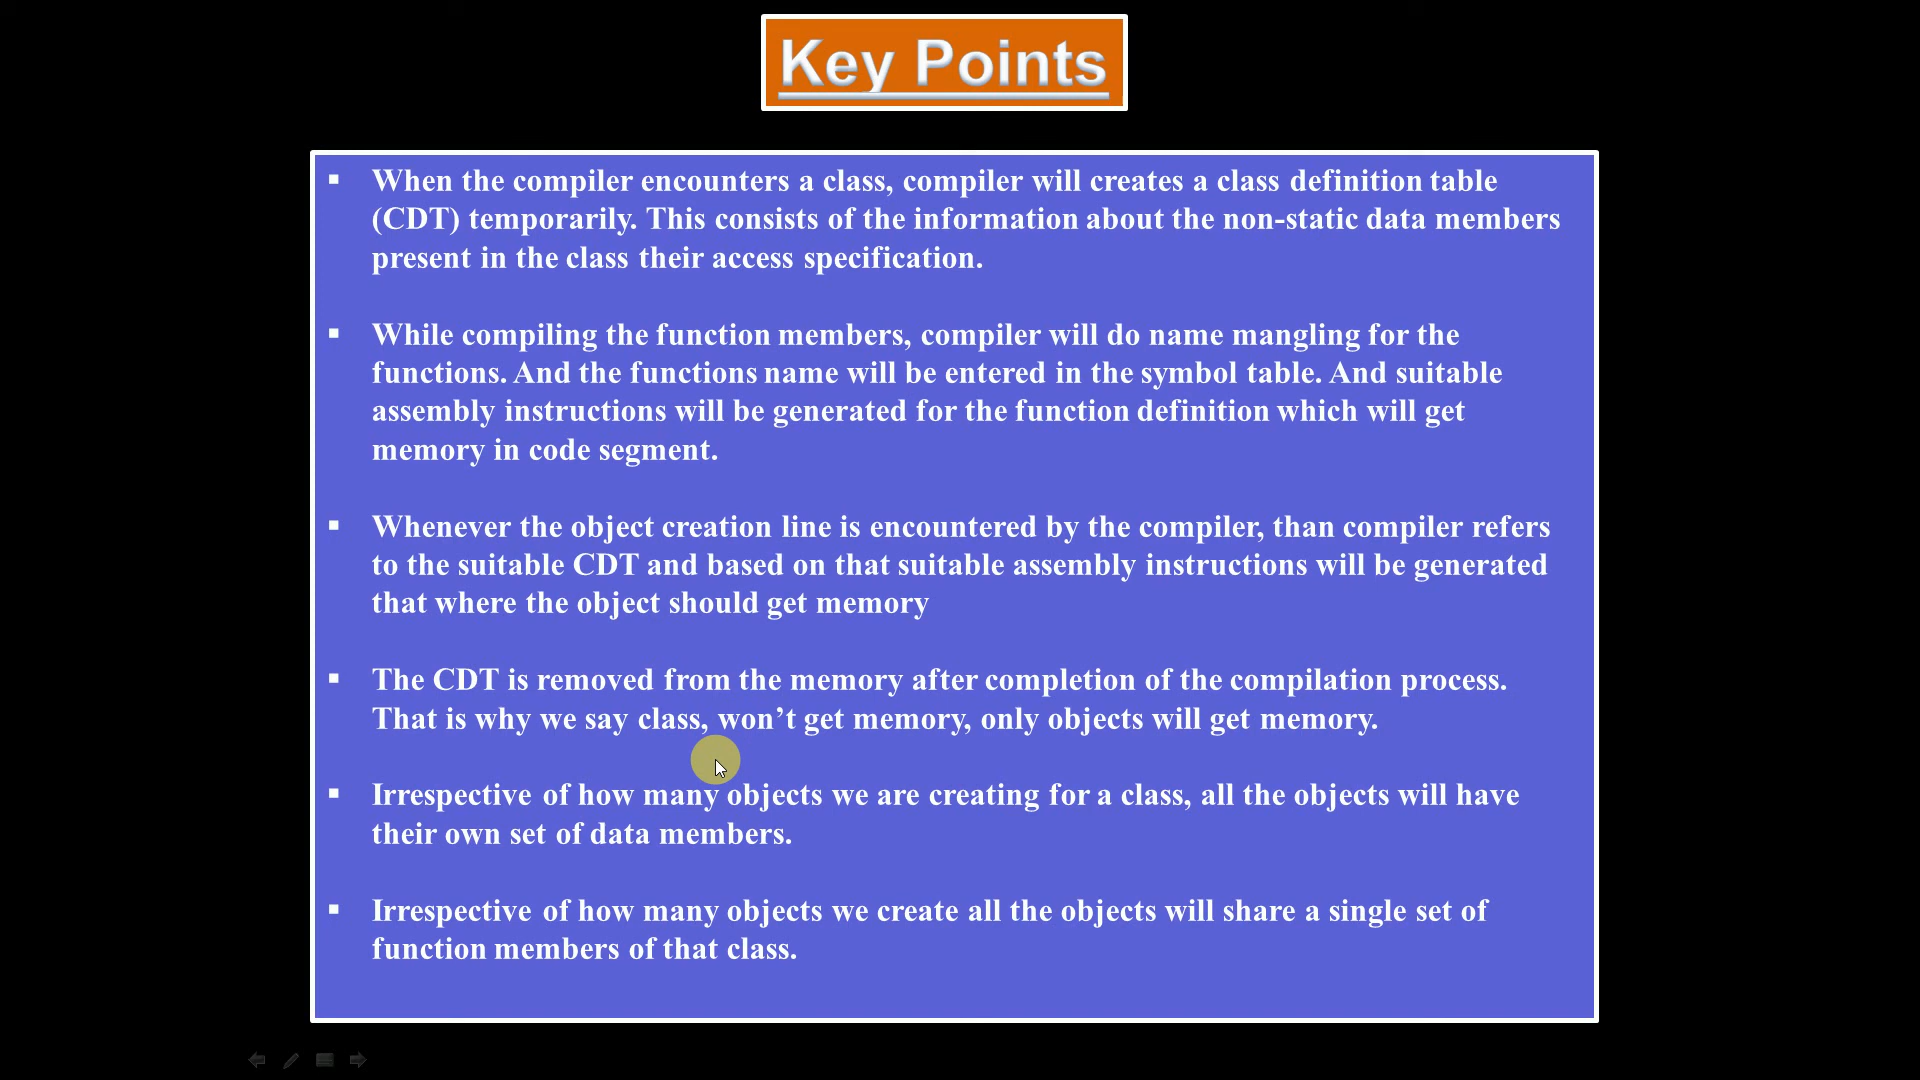 Key Points
▪ When the compiler encounters a class, compiler will creates a class definition table
(CDT) temporarily. This consists of the information about the non-static data members
present in the class their access specification.
▪ While compiling the function members, compiler will do name mangling for the
functions. And the functions name will be entered in the symbol table. And suitable
assembly instructions will be generated for the function definition which will get
memory in code segment.
▪ Whenever the object creation line is encountered by the compiler, than compiler refers
to the suitable CDT and based on that suitable assembly instructions will be generated
that where the object should get memory
▪ The CDT is removed from the memory after completion of the compilation process.
That is why we say class, won’t get memory, only objects will get memory.
▪ Irrespective of how many objects we are creating for a class, all the objects will have
their own set of data members.
▪ Irrespective of how many objects we create all the objects will share a single set of
function members of that class.